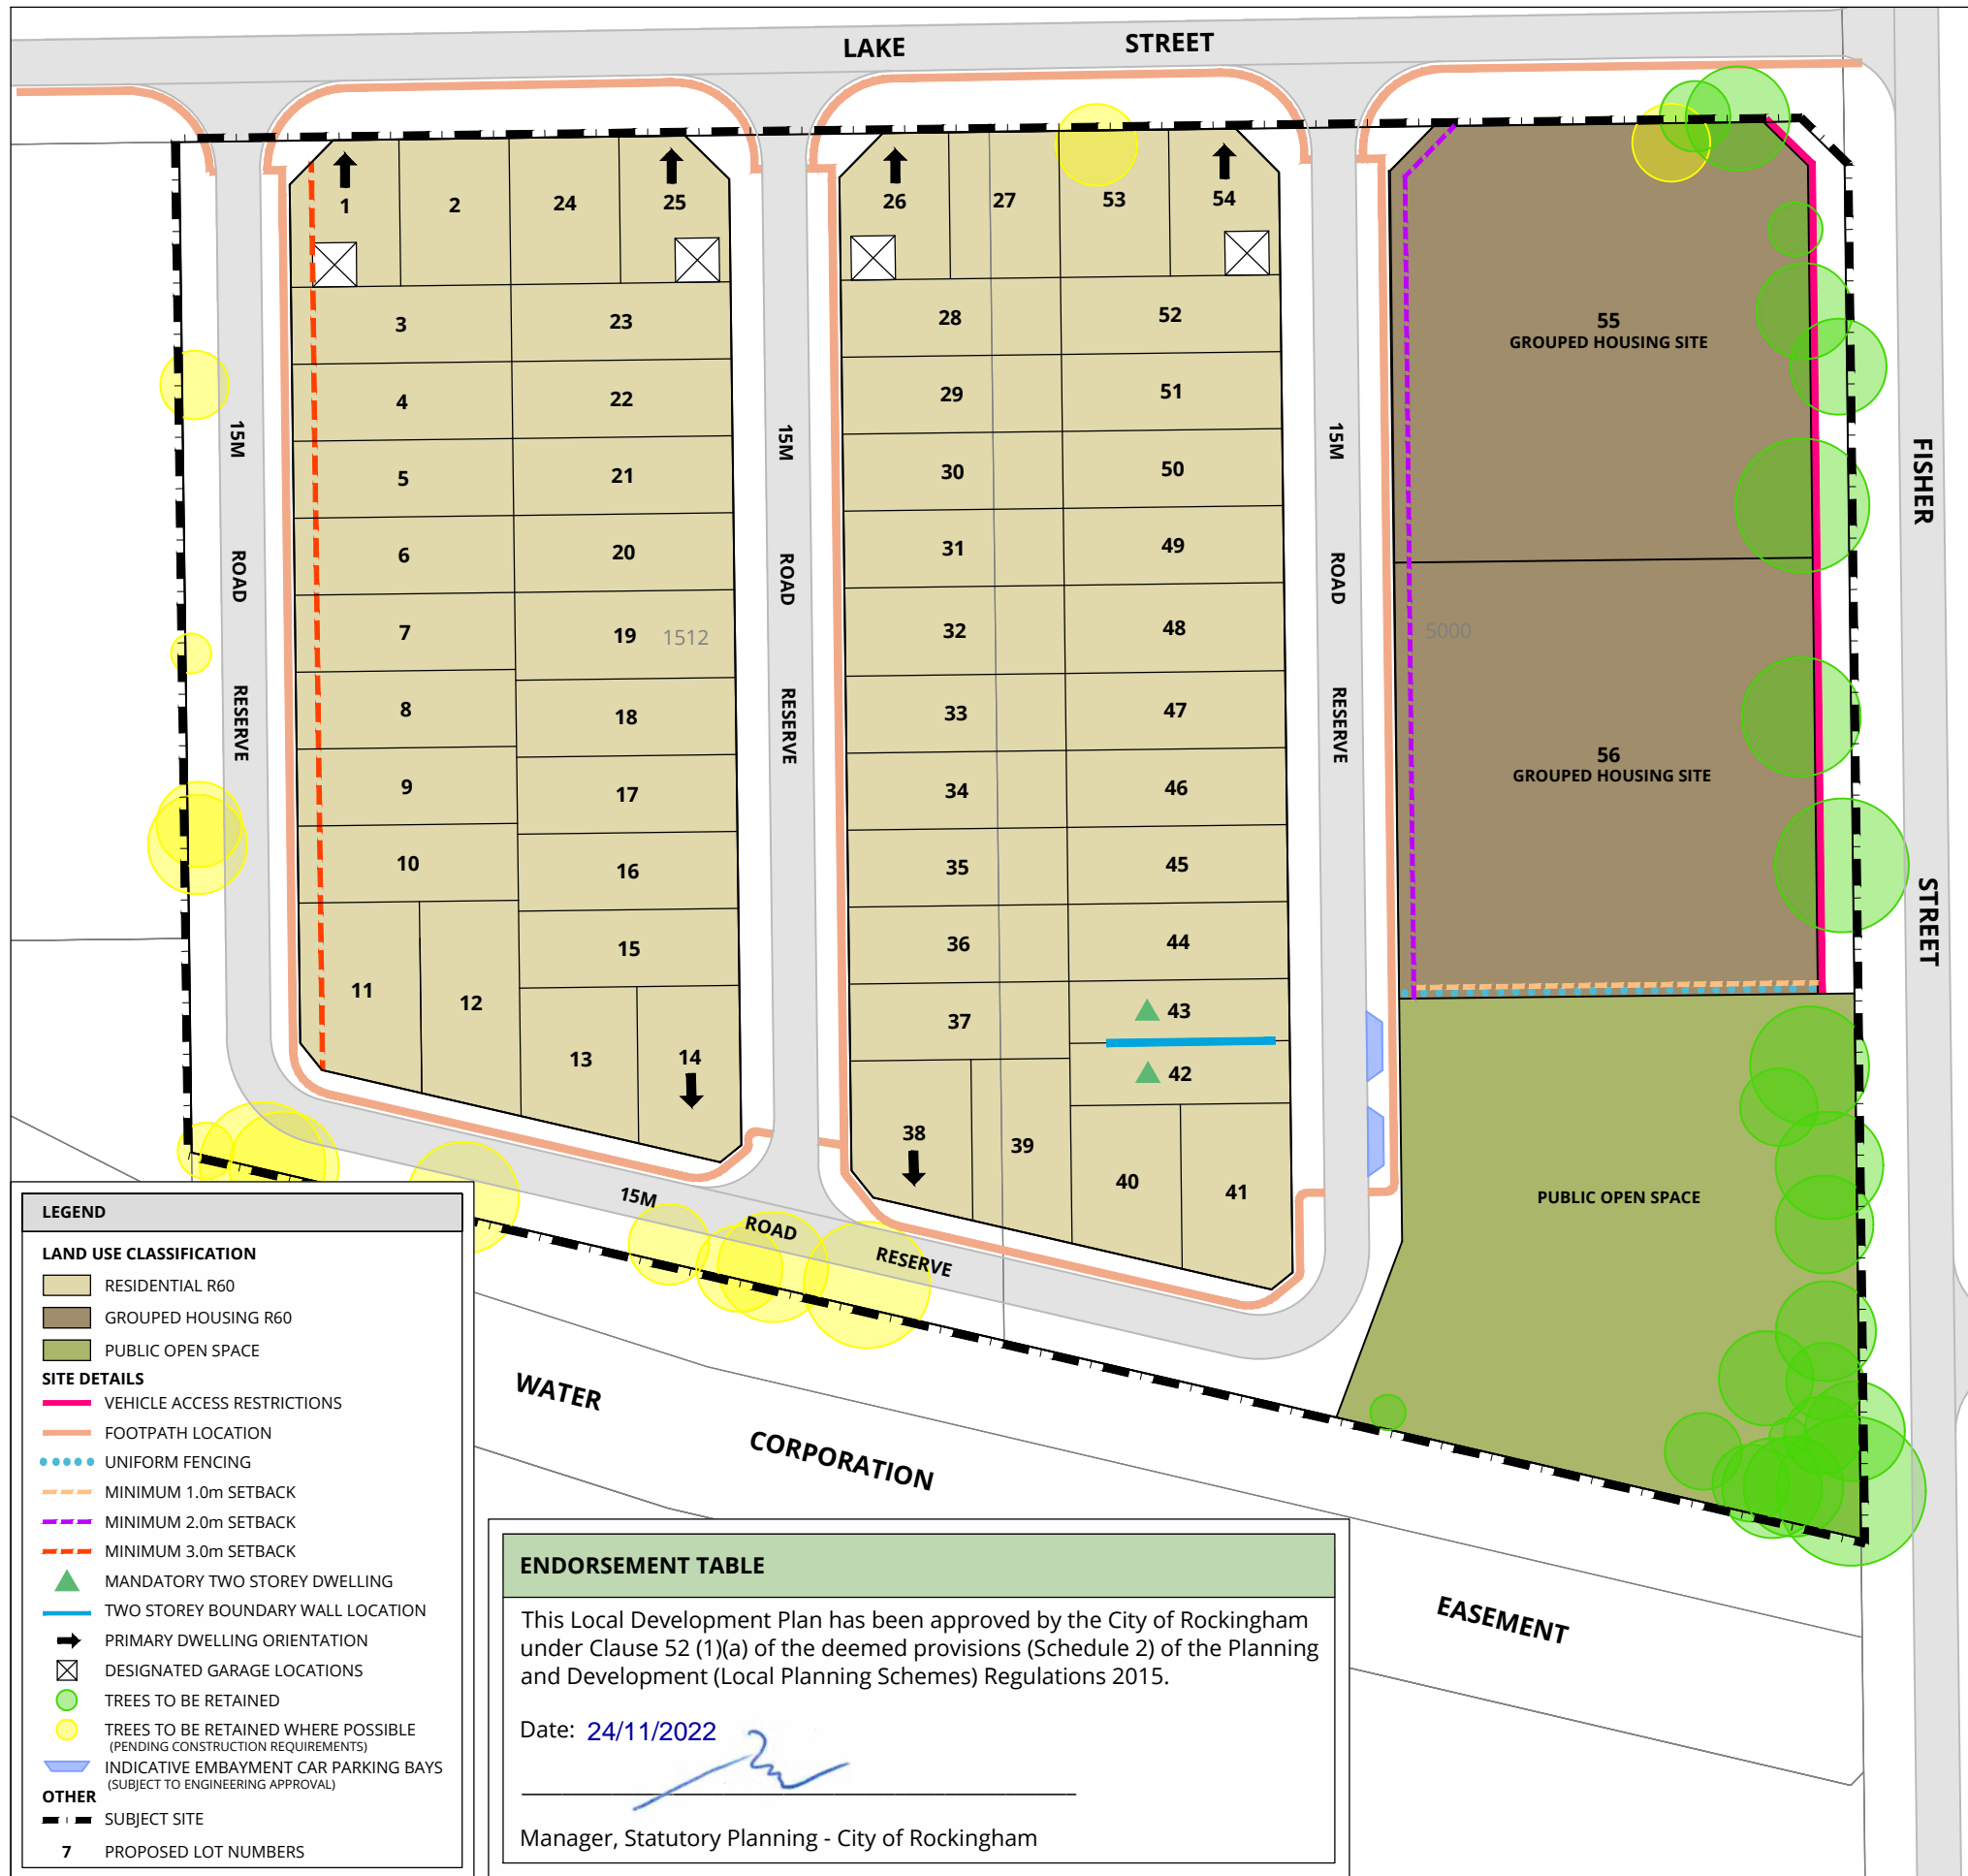 LAKE STREET
1
2
24
25
26
27
53
54
3
23
28
52
55
GROUPED HOUSING SITE
4
22
29
51
15M ROAD RESERVE
15M ROAD RESERVE
15M ROAD RESERVE
FISHER STREET
5
21
30
50
6
20
31
49
7
19
1512
32
48
5000
8
18
33
47
56
GROUPED HOUSING SITE
9
17
34
46
10
16
35
45
15
36
44
11
12
37
43
13
14
42
38
39
40
41
PUBLIC OPEN SPACE
15M ROAD RESERVE
WATER CORPORATION EASEMENT
LEGEND
LAND USE CLASSIFICATION
RESIDENTIAL R60
GROUPED HOUSING R60
PUBLIC OPEN SPACE
SITE DETAILS
VEHICLE ACCESS RESTRICTIONS
FOOTPATH LOCATION
UNIFORM FENCING
MINIMUM 1.0m SETBACK
MINIMUM 2.0m SETBACK
MINIMUM 3.0m SETBACK
MANDATORY TWO STOREY DWELLING
TWO STOREY BOUNDARY WALL LOCATION
PRIMARY DWELLING ORIENTATION
DESIGNATED GARAGE LOCATIONS
TREES TO BE RETAINED
TREES TO BE RETAINED WHERE POSSIBLE
(PENDING CONSTRUCTION REQUIREMENTS)
INDICATIVE EMBAYMENT CAR PARKING BAYS
(SUBJECT TO ENGINEERING APPROVAL)
OTHER
SUBJECT SITE
7 PROPOSED LOT NUMBERS
ENDORSEMENT TABLE
This Local Development Plan has been approved by the City of Rockingham
under Clause 52 (1)(a) of the deemed provisions (Schedule 2) of the Planning
and Development (Local Planning Schemes) Regulations 2015.
Date: 24/11/2022
Manager, Statutory Planning - City of Rockingham